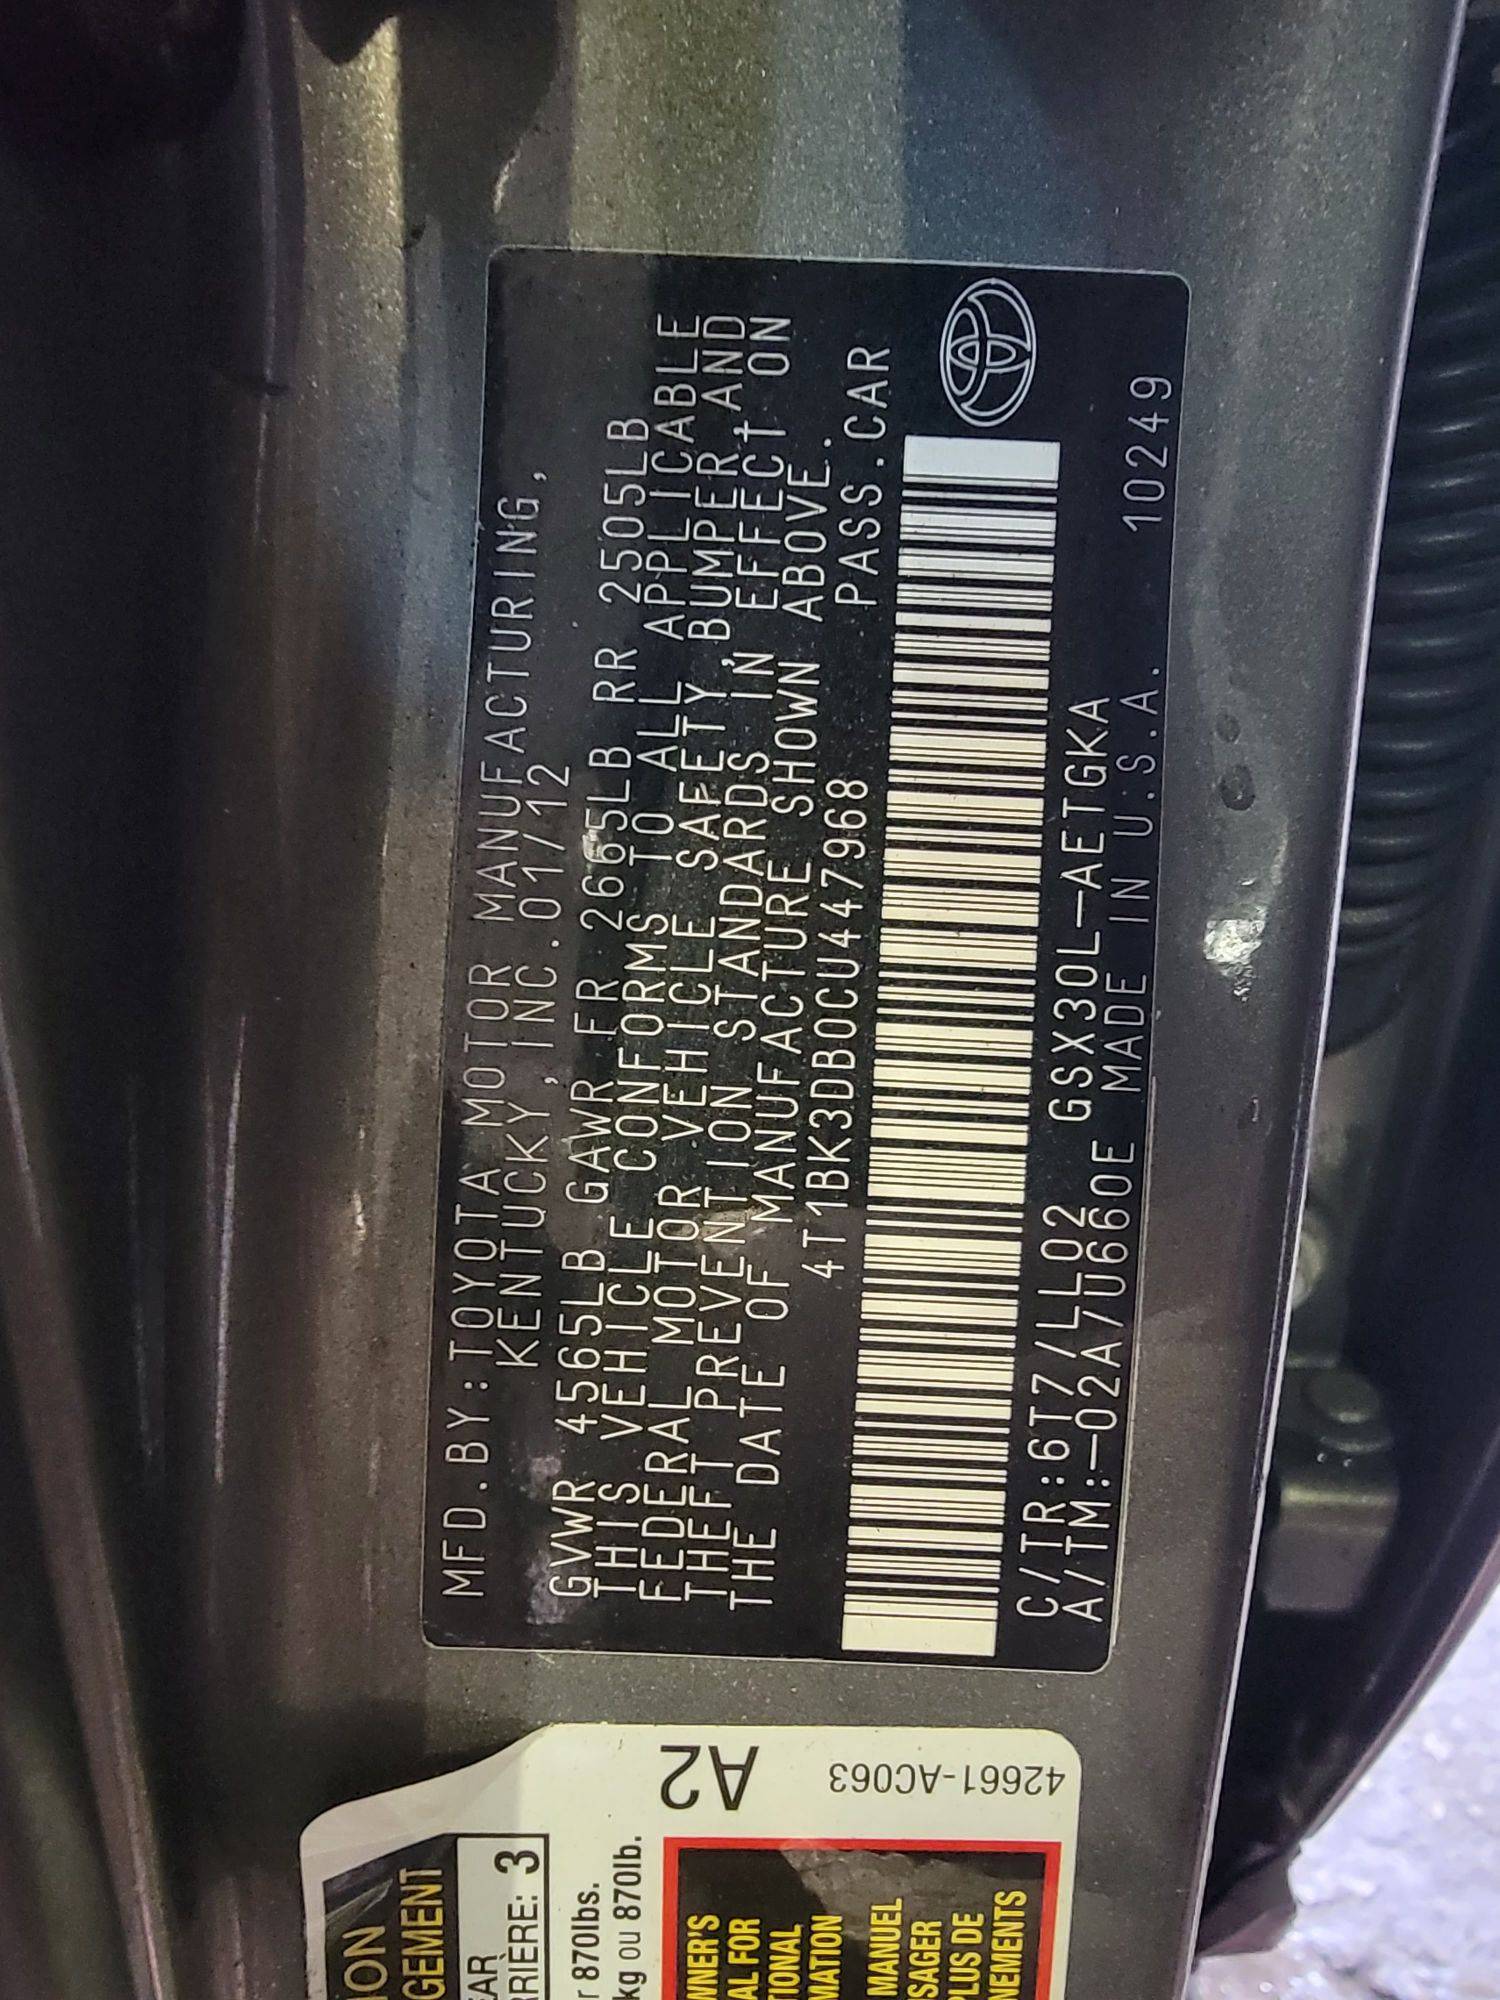 MFD.BY:TOYOTA MOTOR MANUFACTURING,
KENTUCKY,INC.01/12
GVWR 4565LB GAWR FR 2665LB RR 2505LB
THIS VEHICLE CONFORMS TO ALL APPLICABLE
FEDERAL MOTOR VEHICLE SAFETY,BUMPER,AND
THEFT PREVENTION STANDARDS IN EFFECT ON
THE DATE OF MANUFACTURE SHOWN ABOVE.
4T1BK3DB0CU447968 PASS.CAR
C/TR:6T7/LL02 GSX30L-AETGKA
A/TM:-02A/U660E MADE IN U.S.A. 10249
A2
42661-AC063
3
870lbs.
kg ou 870lb.
MANUEL
PLUS DE